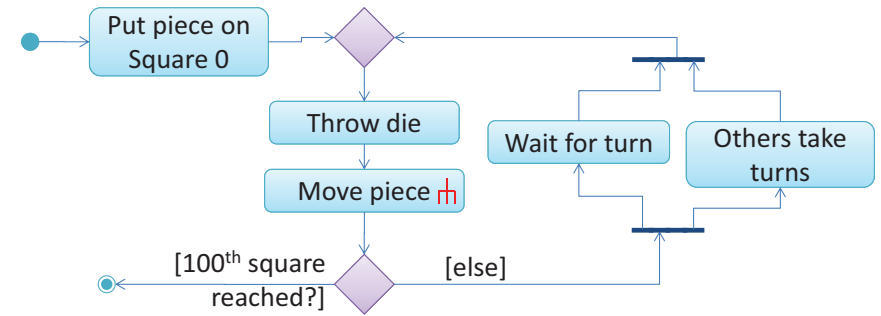 Put piece on
Square 0
Throw die
Wait for turn
Others take
turns
Move piece
[100th square
reached?]
[else]